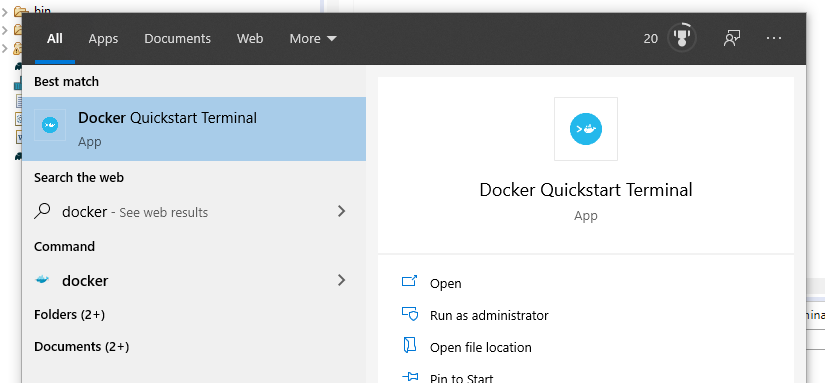 bin
All Apps Documents Web More 20 ...
Best match
Docker Quickstart Terminal
App
Search the web
docker - See web results
Command
docker
Folders (2+)
Documents (2+)
Docker Quickstart Terminal
App
Open
Run as administrator
Open file location
Pin to Start